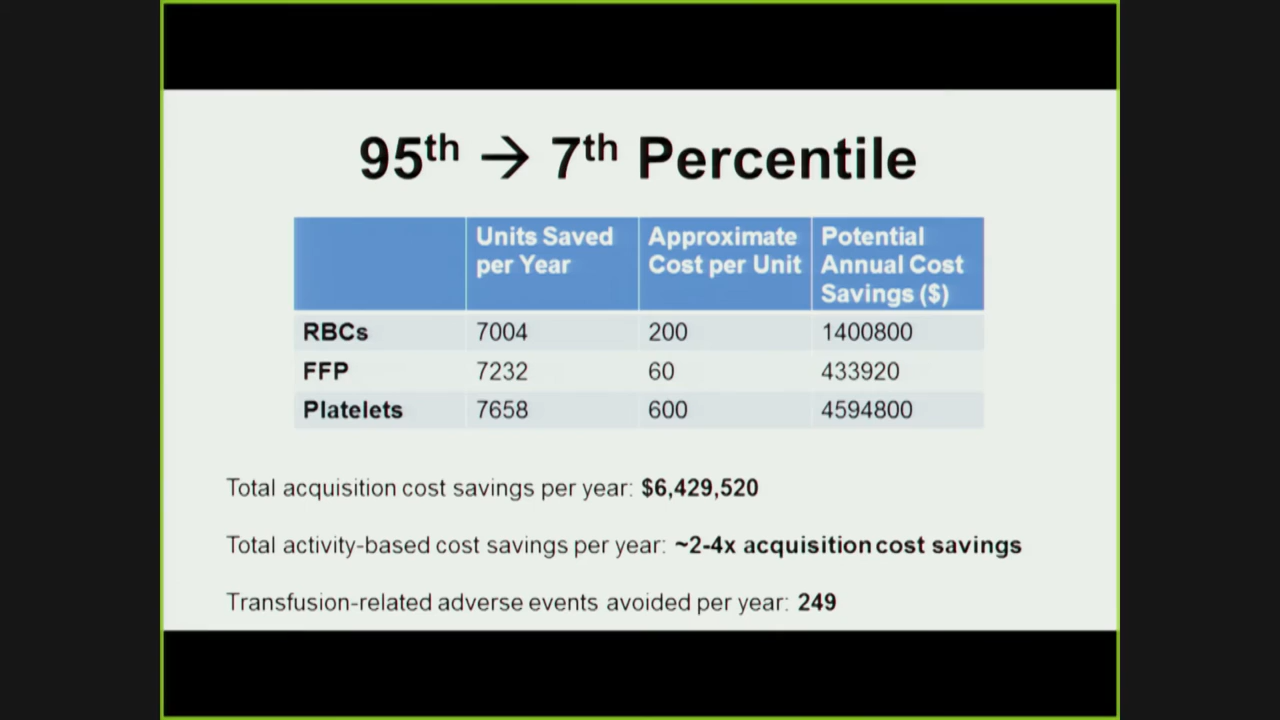 95th → 7th Percentile
Units Saved per Year Approximate Cost per Unit Potential Annual Cost Savings ($)
RBCs 7004 200 1400800
FFP 7232 60 433920
Platelets 7658 600 4594800
Total acquisition cost savings per year: $6,429,520
Total activity-based cost savings per year: ~2-4x acquisition cost savings
Transfusion-related adverse events avoided per year: 249